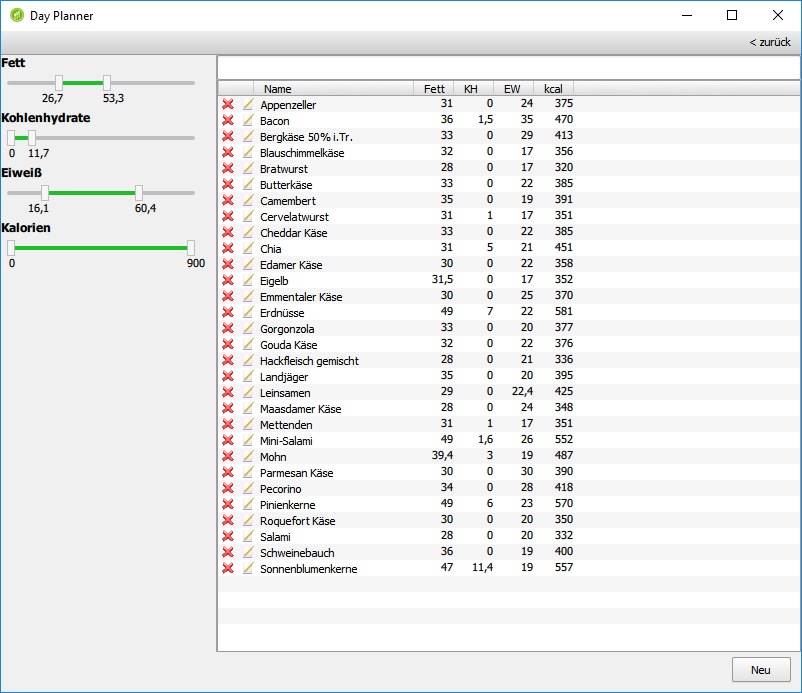 Day Planner
< zurück
Fett
26,7 53,3
Kohlenhydrate
0 11,7
Eiweiß
16,1 60,4
Kalorien
0 900
Name Fett KH EW kcal
Appenzeller 31 0 24 375
Bacon 36 1,5 35 470
Bergkäse 50% i.Tr. 33 0 29 413
Blauschimmelkäse 32 0 17 356
Bratwurst 28 0 17 320
Butterkäse 33 0 22 385
Camembert 35 0 19 391
Cervelatwurst 31 1 17 351
Cheddar Käse 33 0 22 385
Chia 31 5 21 451
Edamer Käse 30 0 22 358
Eigelb 31,5 0 17 352
Emmentaler Käse 30 0 25 370
Erdnüsse 49 7 22 581
Gorgonzola 33 0 20 377
Gouda Käse 32 0 22 376
Hackfleisch gemischt 28 0 21 336
Landjäger 35 0 20 395
Leinsamen 29 0 22,4 425
Maasdamer Käse 28 0 24 348
Mettenden 31 1 17 351
Mini-Salami 49 1,6 26 552
Mohn 39,4 3 19 487
Parmesan Käse 30 0 30 390
Pecorino 34 0 28 418
Pinienkerne 49 6 23 570
Roquefort Käse 30 0 20 350
Salami 28 0 20 332
Schweinebauch 36 0 19 400
Sonnenblumenkerne 47 11,4 19 557
Neu